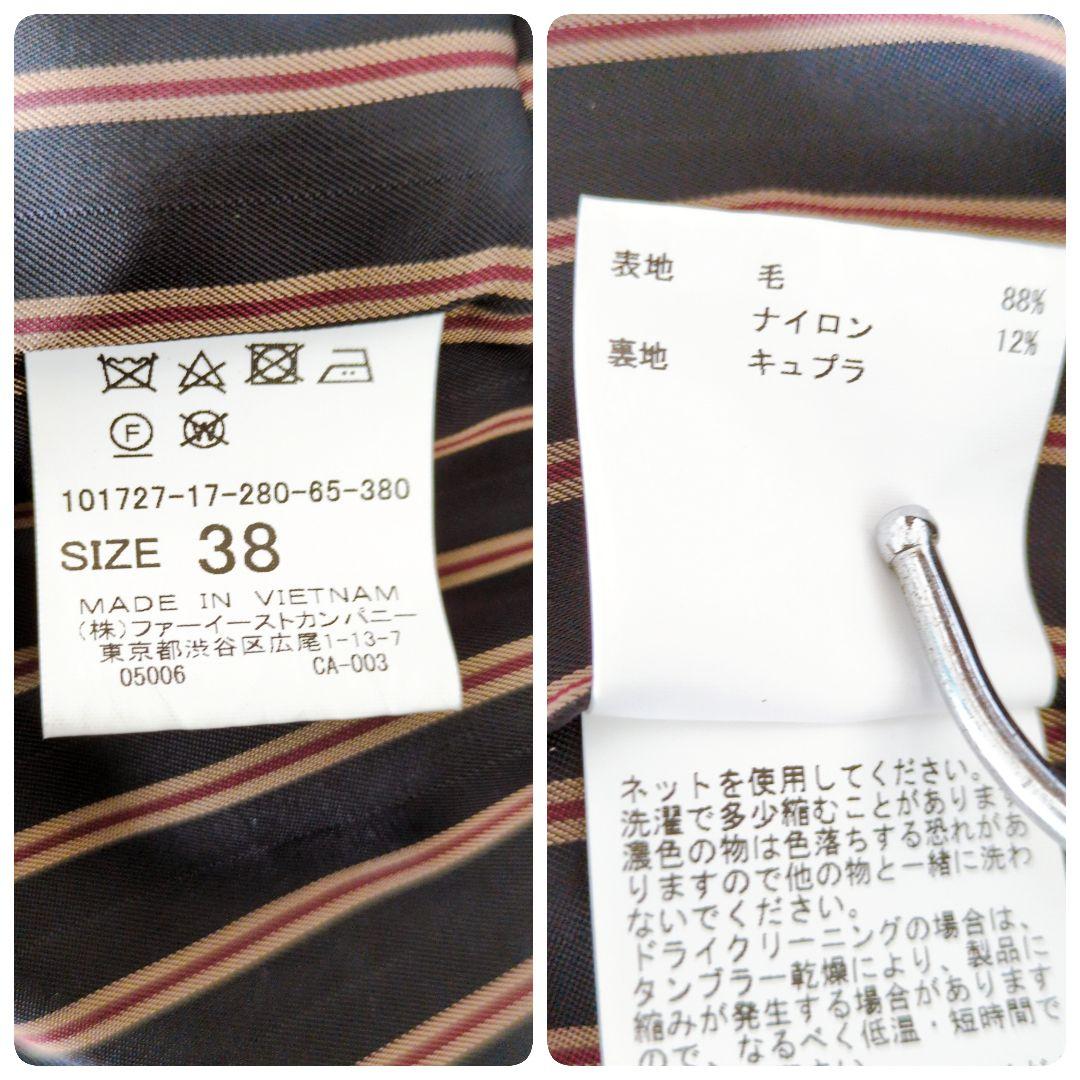 F
W
101727-17-280-65-380
SIZE 38
MADE IN VIETNAM
(株)ファーイーストカンパニー
東京都渋谷区広尾1-13-7
05006 CA-003
表地 毛 88%
ナイロン 12%
裏地 キュプラ
ネットを使用してください。
洗濯で多少縮むことがあります
濃色の物は色落ちする恐れがあ
りますので他の物と一緒に洗わ
ないでください。
ドライクリーニングの場合は、
タンブラー乾燥により、製品に
縮みが発生する場合があります
ので、なるべく低温・短時間で